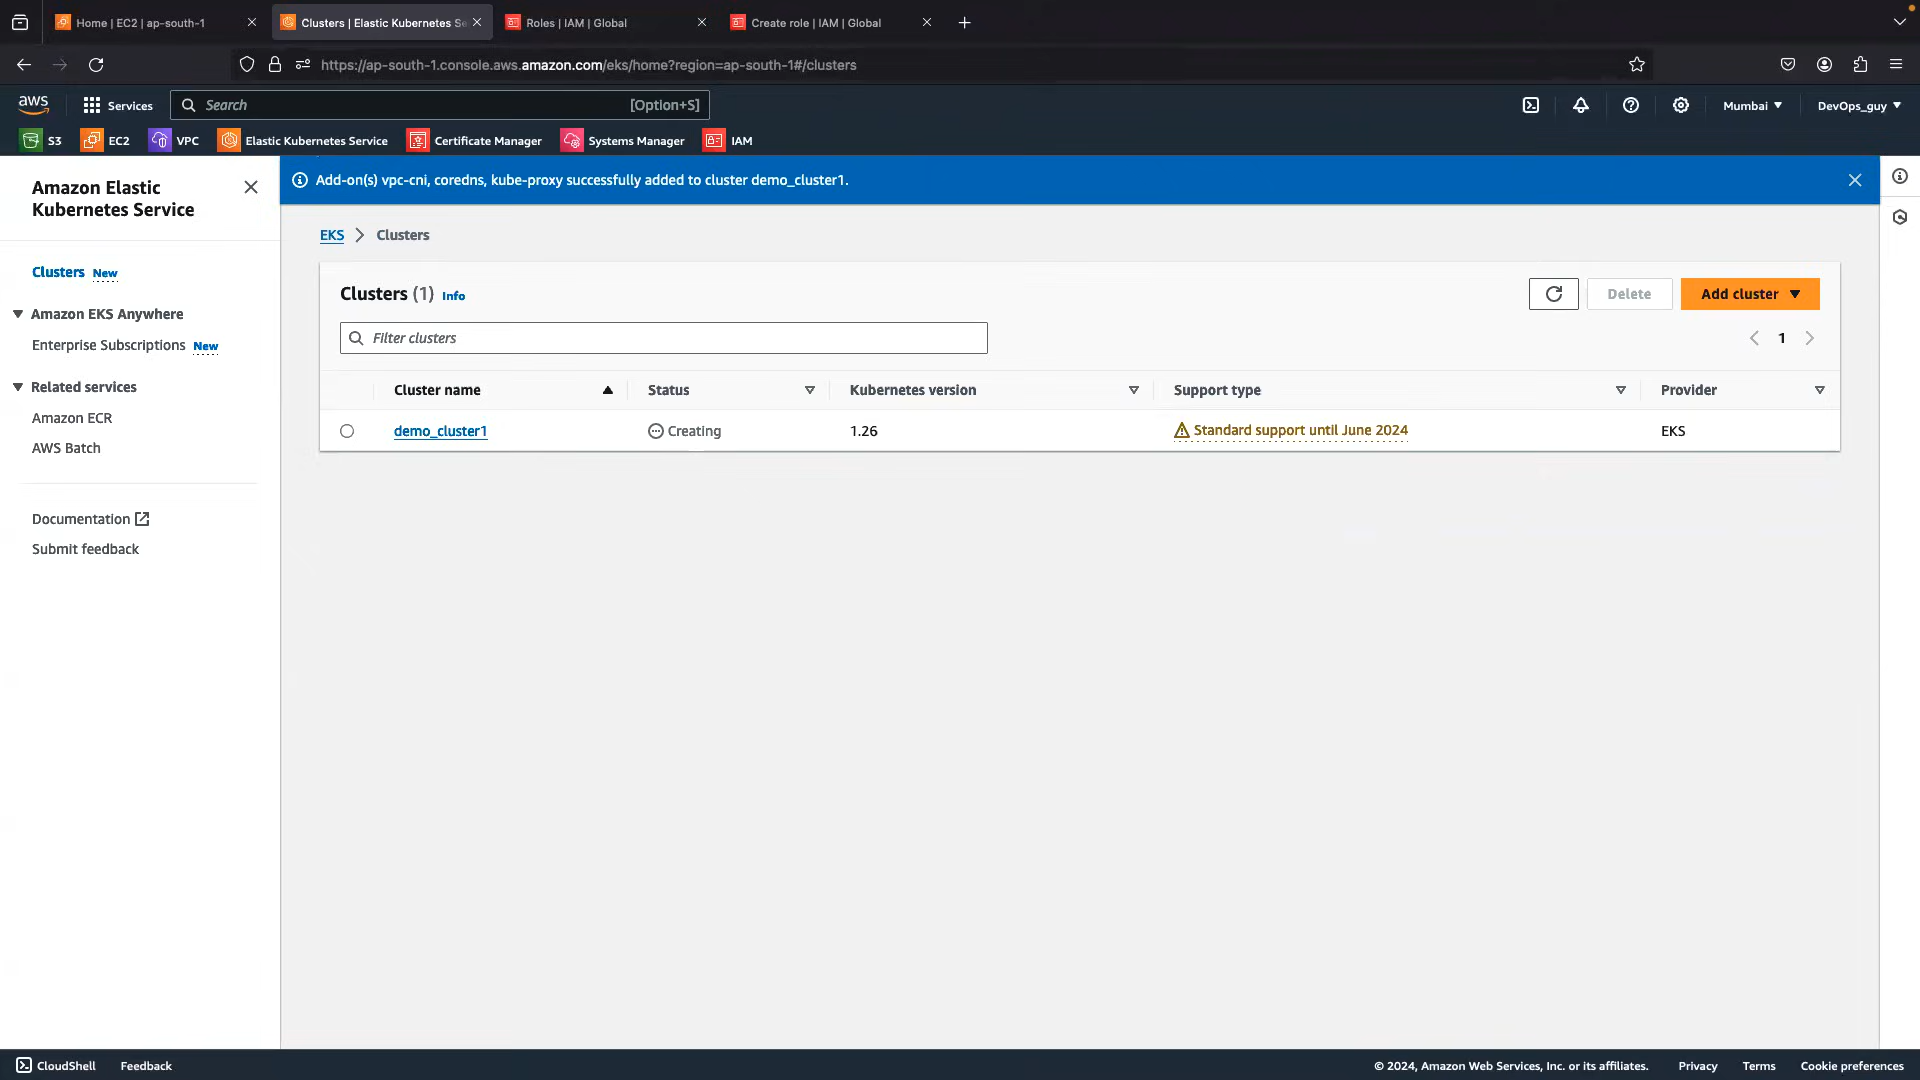 Home | EC2 | ap-south-1
Clusters | Elastic Kubernetes Se
Roles | IAM | Global
Create role | IAM | Global
https://ap-south-1.console.aws.amazon.com/eks/home?region=ap-south-1#/clusters
aws
Services
Search
[Option+S]
Mumbai
DevOps_guy
S3
EC2
VPC
Elastic Kubernetes Service
Certificate Manager
Systems Manager
IAM
Amazon Elastic
Kubernetes Service
Clusters New
Amazon EKS Anywhere
Enterprise Subscriptions New
Related services
Amazon ECR
AWS Batch
Documentation
Submit feedback
Add-on(s) vpc-cni, coredns, kube-proxy successfully added to cluster demo_cluster1.
EKS
Clusters
Clusters (1) Info
Delete
Add cluster
Filter clusters
1
Cluster name
Status
Kubernetes version
Support type
Provider
demo_cluster1
Creating
1.26
Standard support until June 2024
EKS
CloudShell
Feedback
© 2024, Amazon Web Services, Inc. or its affiliates.
Privacy
Terms
Cookie preferences